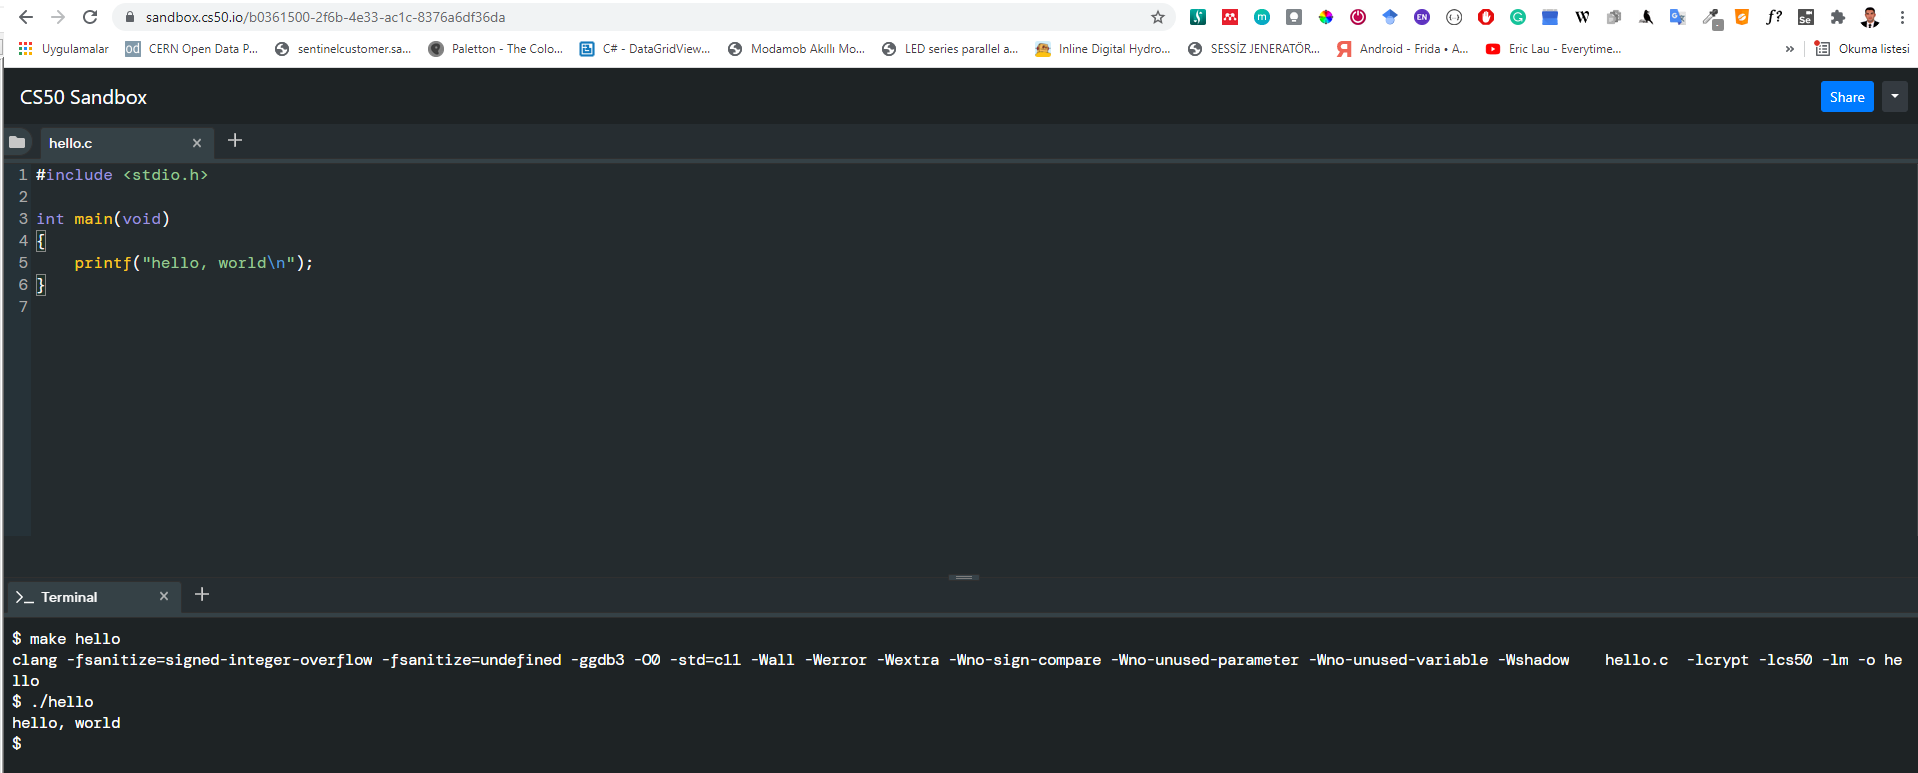 sandbox.cs50.io/b0361500-2f6b-4e33-ac1c-8376a6df36da
Uygulamalar od CERN Open Data P... sentinelcustomer.sa... Paletton - The Colo... C# - DataGridView... Modamob Akıllı Mo... LED series parallel a... Inline Digital Hydro... SESSİZ JENERATÖR... Android - Frida • A... Eric Lau - Everytime... » Okuma listesi
CS50 Sandbox Share
hello.c × +
1 #include <stdio.h>
2
3 int main(void)
4 {
5     printf("hello, world\n");
6 }
7
>_ Terminal × +
$ make hello
clang -fsanitize=signed-integer-overflow -fsanitize=undefined -ggdb3 -O0 -std=c11 -Wall -Werror -Wextra -Wno-sign-compare -Wno-unused-parameter -Wno-unused-variable -Wshadow    hello.c  -lcrypt -lcs50 -lm -o he
llo
$ ./hello
hello, world
$